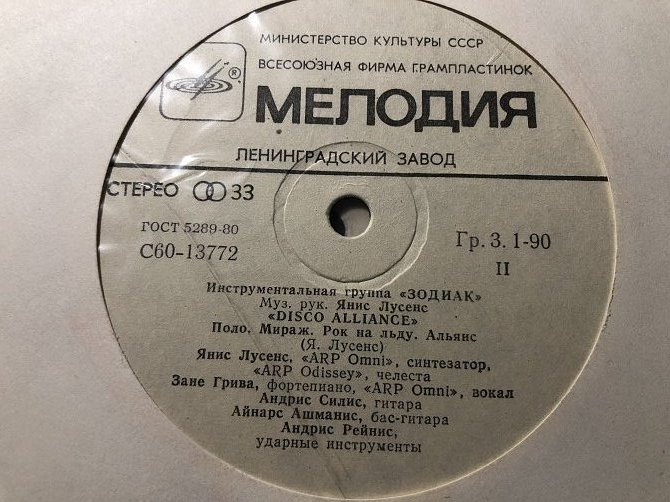 МИНИСТЕРСТВО КУЛЬТУРЫ СССР
ВСЕСОЮЗНАЯ ФИРМА ГРАМПЛАСТИНОК
®
МЕЛОДИЯ
ЛЕНИНГРАДСКИЙ ЗАВОД
СТЕРЕО 33
ГОСТ 5289-80
С60-13772
Гр. 3. 1-90
II
Инструментальная группа «ЗОДИАК»
Муз. рук. Янис Лусенс
«DISCO ALLIANCE»
Поло. Мираж. Рок на льду. Альянс
(Я. Лусенс)
Янис Лусенс, «ARP Omni», синтезатор,
«ARP Odissey», челеста
Зане Грива, фортепиано, «ARP Omni», вокал
Андрис Силис, гитара
Айнарс Ашманис, бас-гитара
Андрис Рейнис,
ударные инструменты